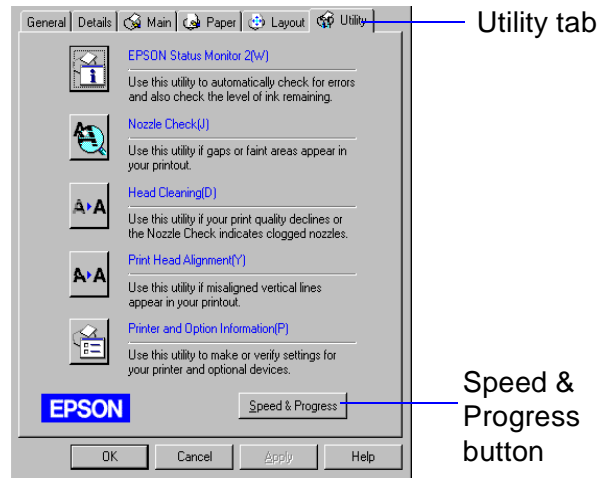 General Details Main Paper Layout Utility
Utility tab
EPSON Status Monitor 2(W)
Use this utility to automatically check for errors
and also check the level of ink remaining.
Nozzle Check(J)
Use this utility if gaps or faint areas appear in
your printout.
Head Cleaning(D)
Use this utility if your print quality declines or
the Nozzle Check indicates clogged nozzles.
Print Head Alignment(Y)
Use this utility if misaligned vertical lines
appear in your printout.
Printer and Option Information(P)
Use this utility to make or verify settings for
your printer and optional devices.
EPSON
Speed & Progress
Speed &
Progress
button
OK Cancel Apply Help